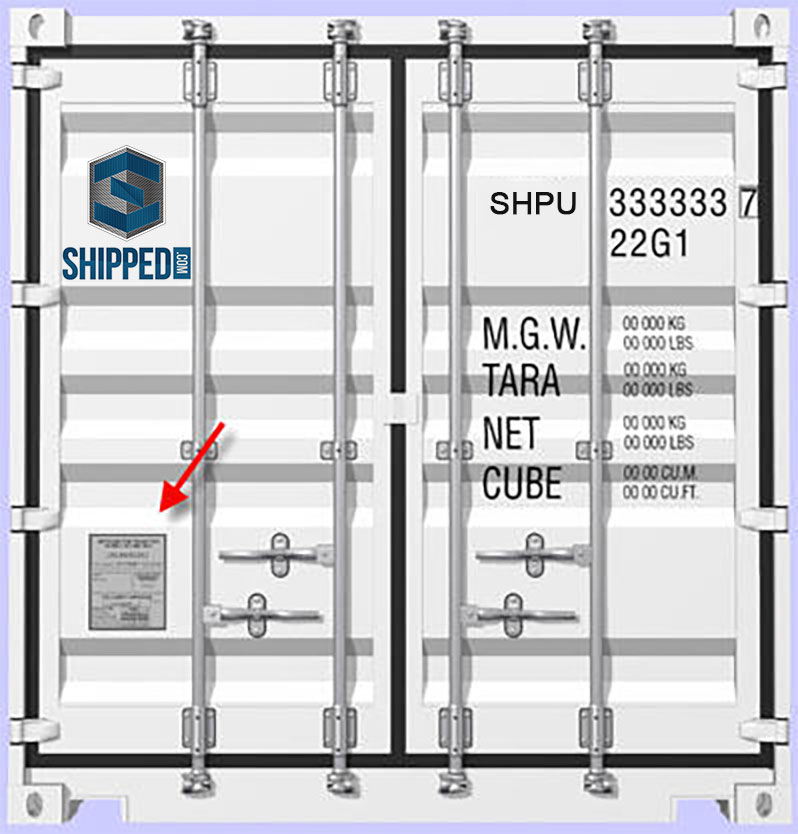 SHIPPED
.COM
SHPU 333333 7
22G1
M.G.W. 00 000 KG
00 000 LBS
TARA 00 000 KG
00 000 LBS
NET 00 000 KG
00 000 LBS
CUBE 00 00 CU.M.
00 00 CU.FT.